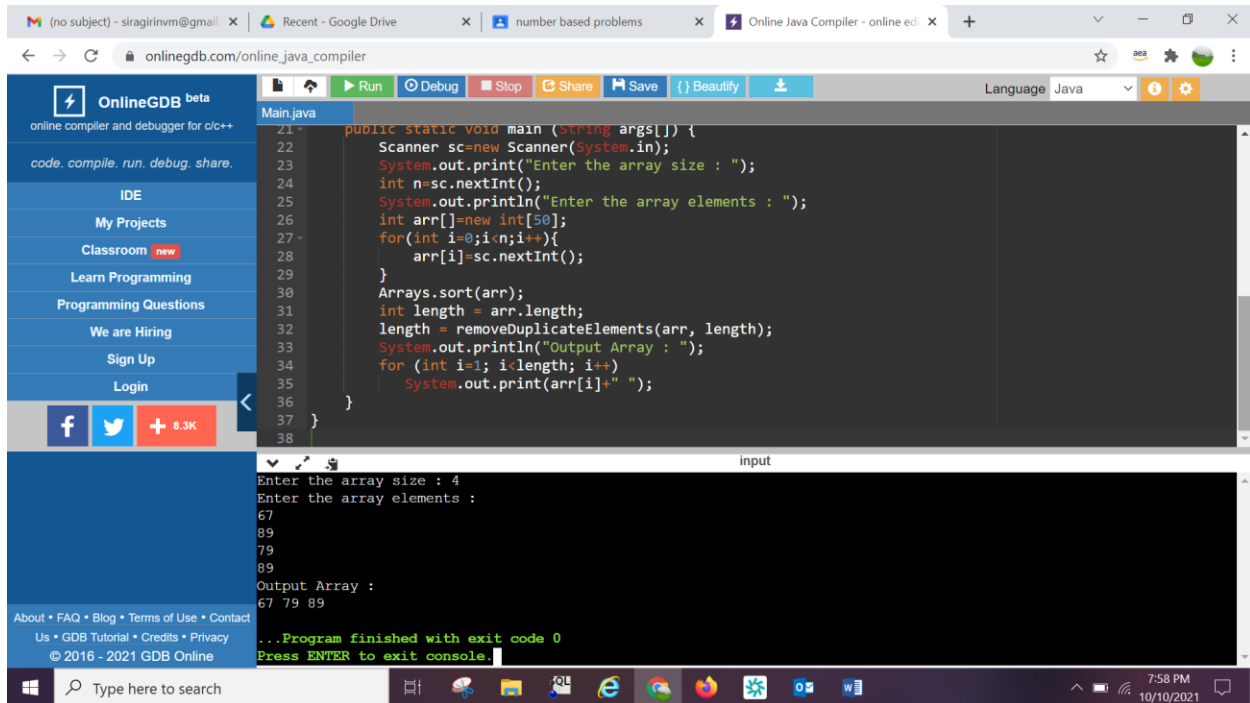 (no subject) - siragirinvm@gmail
Recent - Google Drive
number based problems
Online Java Compiler - online ed
onlinegdb.com/online_java_compiler
aea
OnlineGDB beta
online compiler and debugger for c/c++
code. compile. run. debug. share.
IDE
My Projects
Classroom new
Learn Programming
Programming Questions
We are Hiring
Sign Up
Login
f
+ 8.3K
About • FAQ • Blog • Terms of Use • Contact
Us • GDB Tutorial • Credits • Privacy
© 2016 - 2021 GDB Online
Run Debug Stop Share Save { } Beautify
Language Java
Main.java
21 public static void main (String args[]) {
22 Scanner sc=new Scanner(System.in);
23 System.out.print("Enter the array size : ");
24 int n=sc.nextInt();
25 System.out.println("Enter the array elements : ");
26 int arr[]=new int[50];
27 for(int i=0;i<n;i++){
28 arr[i]=sc.nextInt();
29 }
30 Arrays.sort(arr);
31 int length = arr.length;
32 length = removeDuplicateElements(arr, length);
33 System.out.println("Output Array : ");
34 for (int i=1; i<length; i++)
35 System.out.print(arr[i]+" ");
36 }
37 }
38
input
Enter the array size : 4
Enter the array elements :
67
89
79
89
Output Array :
67 79 89
...Program finished with exit code 0
Press ENTER to exit console.
Type here to search
7:58 PM
10/10/2021